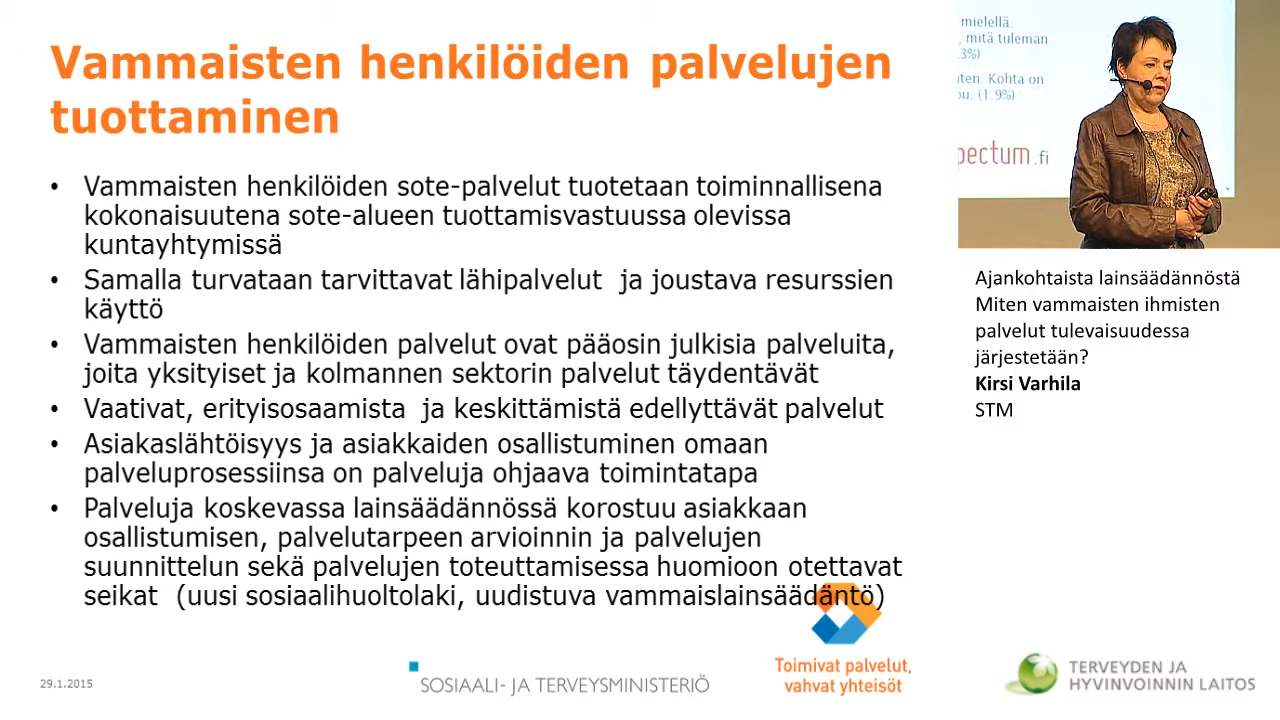 Vammaisten henkilöiden palvelujen
tuottaminen
• Vammaisten henkilöiden sote-palvelut tuotetaan toiminnallisena
kokonaisuutena sote-alueen tuottamisvastuussa olevissa
kuntayhtymissä
• Samalla turvataan tarvittavat lähipalvelut ja joustava resurssien
käyttö
• Vammaisten henkilöiden palvelut ovat pääosin julkisia palveluita,
joita yksityiset ja kolmannen sektorin palvelut täydentävät
• Vaativat, erityisosaamista ja keskittämistä edellyttävät palvelut
• Asiakaslähtöisyys ja asiakkaiden osallistuminen omaan
palveluprosessiinsa on palveluja ohjaava toimintatapa
• Palveluja koskevassa lainsäädännössä korostuu asiakkaan
osallistumisen, palvelutarpeen arvioinnin ja palvelujen
suunnittelun sekä palvelujen toteuttamisessa huomioon otettavat
seikat (uusi sosiaalihuoltolaki, uudistuva vammaislainsäädäntö)
29.1.2015
SOSIAALI- JA TERVEYSMINISTERIÖ
Toimivat palvelut,
vahvat yhteisöt
mielellä.
, mitä tuleman
3%)
Kohta on
(1.9%)
pectum.fi
Ajankohtaista lainsäädännöstä
Miten vammaisten ihmisten
palvelut tulevaisuudessa
järjestetään?
Kirsi Varhila
STM
TERVEYDEN JA
HYVINVOINNIN LAITOS